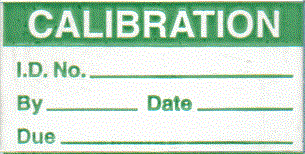 CALIBRATION
I.D. No.
By Date
Due